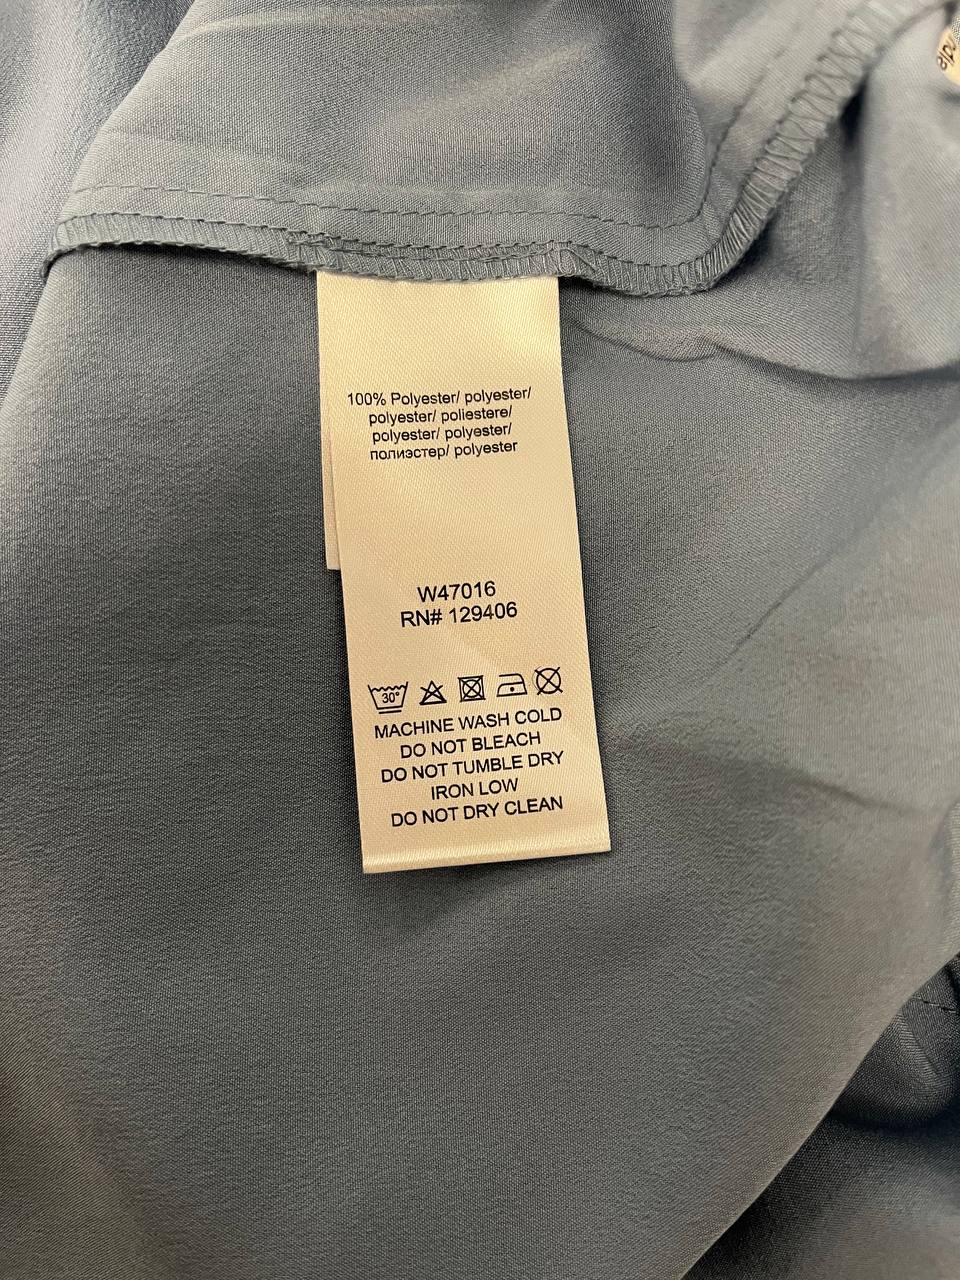 100% Polyester/ polyester/
polyester/ poliestere/
polyester/ polyester/
полиэстер/ polyester
W47016
RN# 129406
30°
MACHINE WASH COLD
DO NOT BLEACH
DO NOT TUMBLE DRY
IRON LOW
DO NOT DRY CLEAN